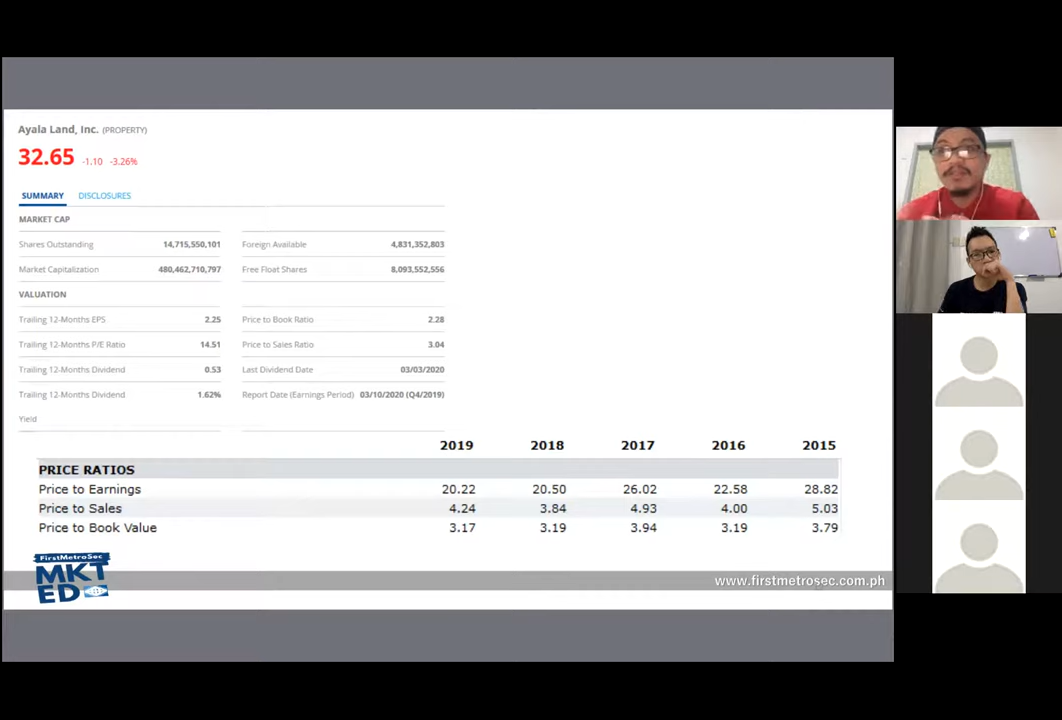 Ayala Land, Inc. (PROPERTY)
32.65 -1.10 -3.26%
SUMMARY DISCLOSURES
MARKET CAP
Shares Outstanding 14,715,550,101 Foreign Available 4,831,352,803
Market Capitalization 480,462,710,797 Free Float Shares 8,093,552,556
VALUATION
Trailing 12-Months EPS 2.25 Price to Book Ratio 2.28
Trailing 12-Months P/E Ratio 14.51 Price to Sales Ratio 3.04
Trailing 12-Months Dividend 0.53 Last Dividend Date 03/03/2020
Trailing 12-Months Dividend 1.62% Report Date (Earnings Period) 03/10/2020 (Q4/2019)
Yield
2019 2018 2017 2016 2015
PRICE RATIOS
Price to Earnings 20.22 20.50 26.02 22.58 28.82
Price to Sales 4.24 3.84 4.93 4.00 5.03
Price to Book Value 3.17 3.19 3.94 3.19 3.79
FirstMetroSec
MKT
ED
www.firstmetrosec.com.ph